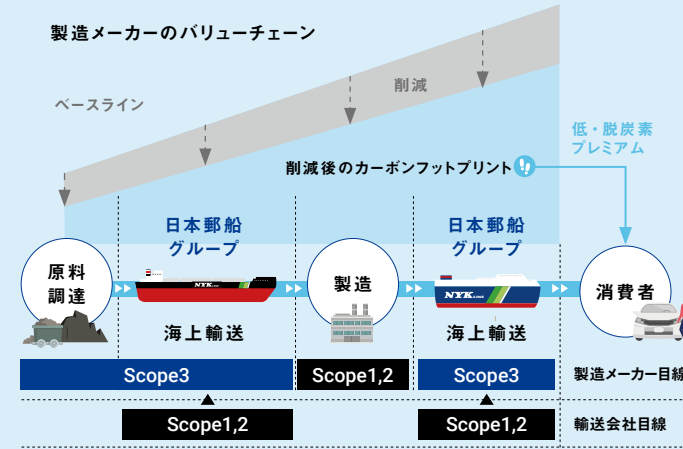 製造メーカーのバリューチェーン
ベースライン
削減
低・脱炭素
プレミアム
削減後のカーボンフットプリント
日本郵船
グループ
日本郵船
グループ
原料
調達
NYK LINE
製造
NYK LINE
消費者
海上輸送
海上輸送
Scope3
Scope1,2
Scope3
製造メーカー目線
Scope1,2
Scope1,2
輸送会社目線